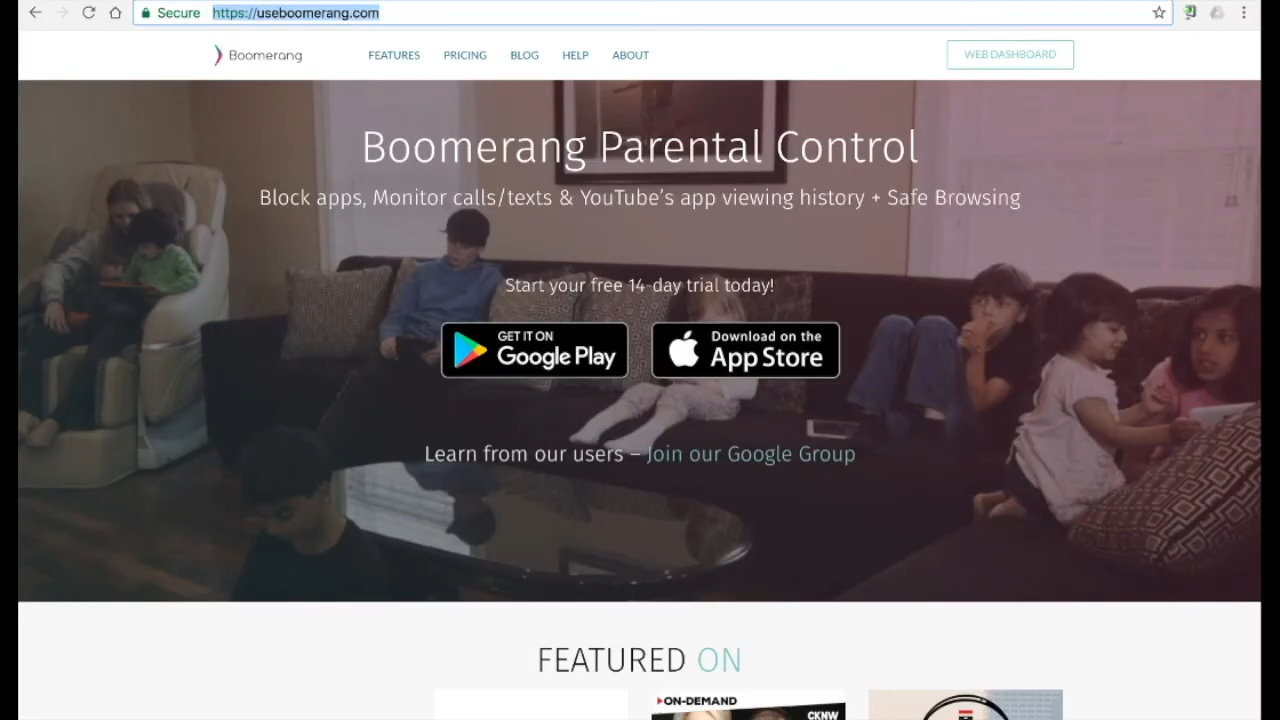 Secure https://useboomerang.com
Boomerang FEATURES PRICING BLOG HELP ABOUT WEB DASHBOARD
Boomerang Parental Control
Block apps, Monitor calls/texts & YouTube's app viewing history + Safe Browsing
Start your free 14-day trial today!
GET IT ON
Google Play
Download on the
App Store
Learn from our users – Join our Google Group
FEATURED ON
ON-DEMAND
CKNW